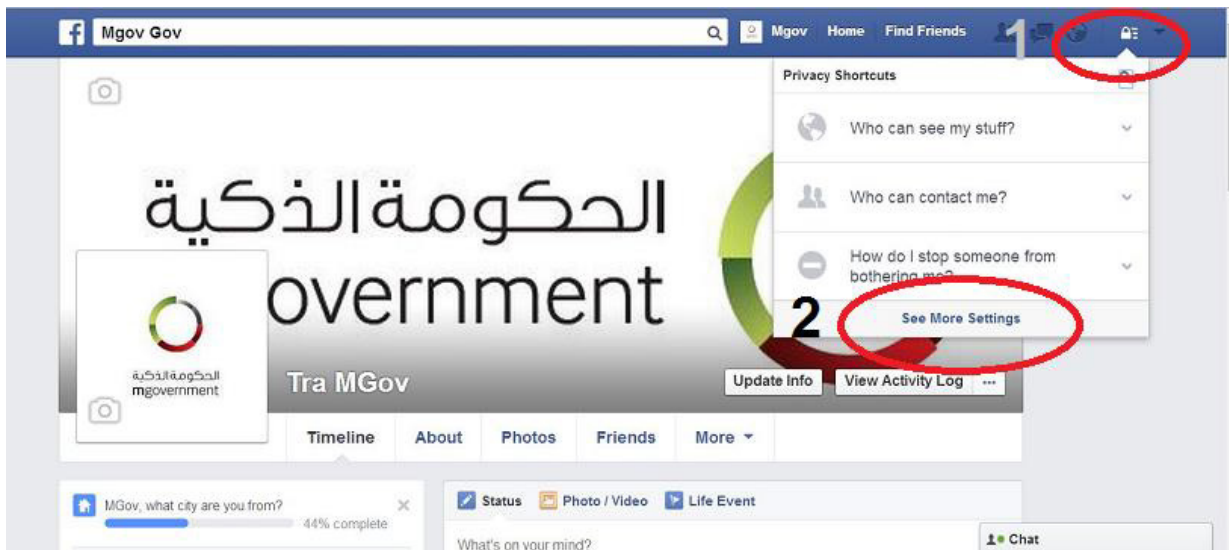 Mgov Gov
Mgov Home Find Friends
1
Privacy Shortcuts
Who can see my stuff?
Who can contact me?
How do I stop someone from
bothering me?
2
See More Settings
الحكومة الذكية
overnment
الحكومة الذكية
mgovernment
Tra MGov
Update Info View Activity Log ...
Timeline About Photos Friends More
MGov, what city are you from?
44% complete
Status Photo / Video Life Event
What's on your mind?
Chat